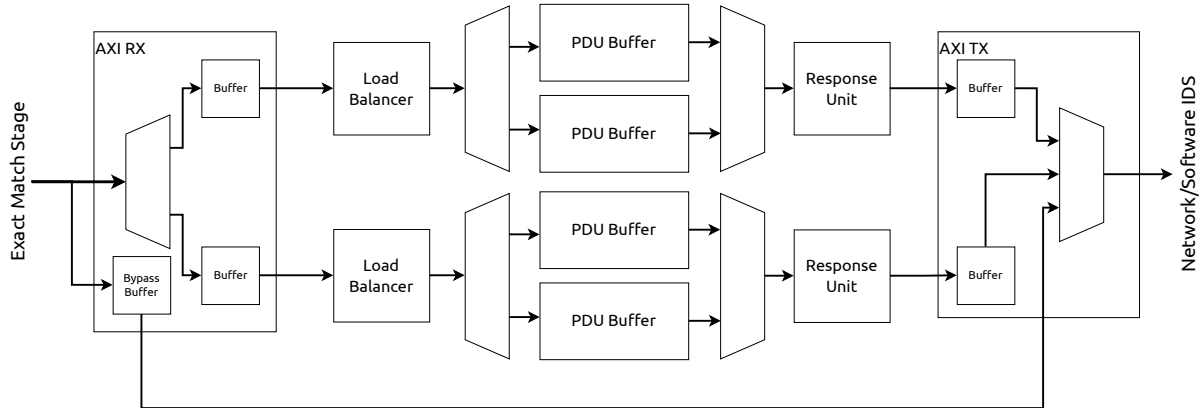 Exact Match Stage
AXI RX
Buffer
Buffer
Bypass
Buffer
Load
Balancer
Load
Balancer
PDU Buffer
PDU Buffer
PDU Buffer
PDU Buffer
Response
Unit
Response
Unit
AXI TX
Buffer
Buffer
Network/Software IDS